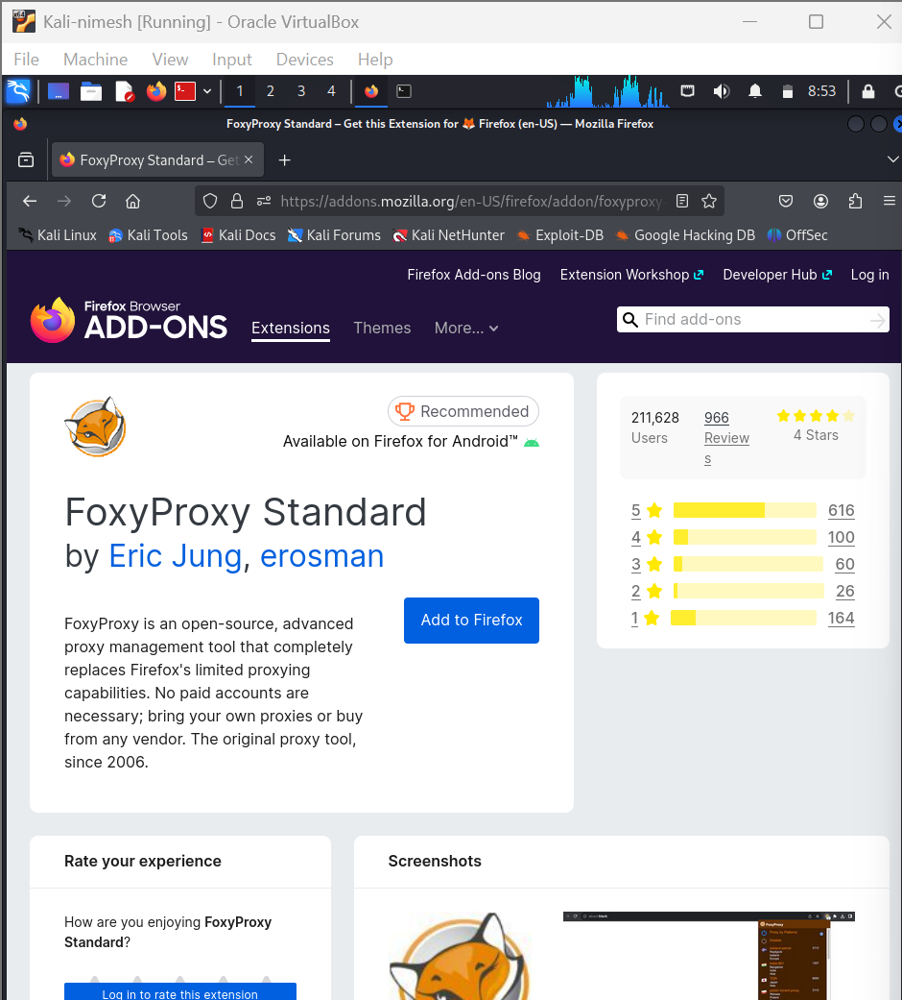 Kali-nimesh [Running] - Oracle VirtualBox
File Machine View Input Devices Help
1 2 3 4 8:53
FoxyProxy Standard – Get this Extension for 🦊 Firefox (en-US) — Mozilla Firefox
FoxyProxy Standard – Get
https://addons.mozilla.org/en-US/firefox/addon/foxyproxy-
Kali Linux Kali Tools Kali Docs Kali Forums Kali NetHunter Exploit-DB Google Hacking DB OffSec
Firefox Add-ons Blog Extension Workshop Developer Hub Log in
Firefox Browser
ADD-ONS Extensions Themes More... Find add-ons
Recommended
Available on Firefox for Android™
FoxyProxy Standard
by Eric Jung, erosman
FoxyProxy is an open-source, advanced
proxy management tool that completely
replaces Firefox's limited proxying
capabilities. No paid accounts are
necessary; bring your own proxies or buy
from any vendor. The original proxy tool,
since 2006.
Add to Firefox
211,628 966
Users Review 4 Stars
s
5 616
4 100
3 60
2 26
1 164
Rate your experience
How are you enjoying FoxyProxy
Standard?
Log in to rate this extension
Screenshots
FoxyProxy